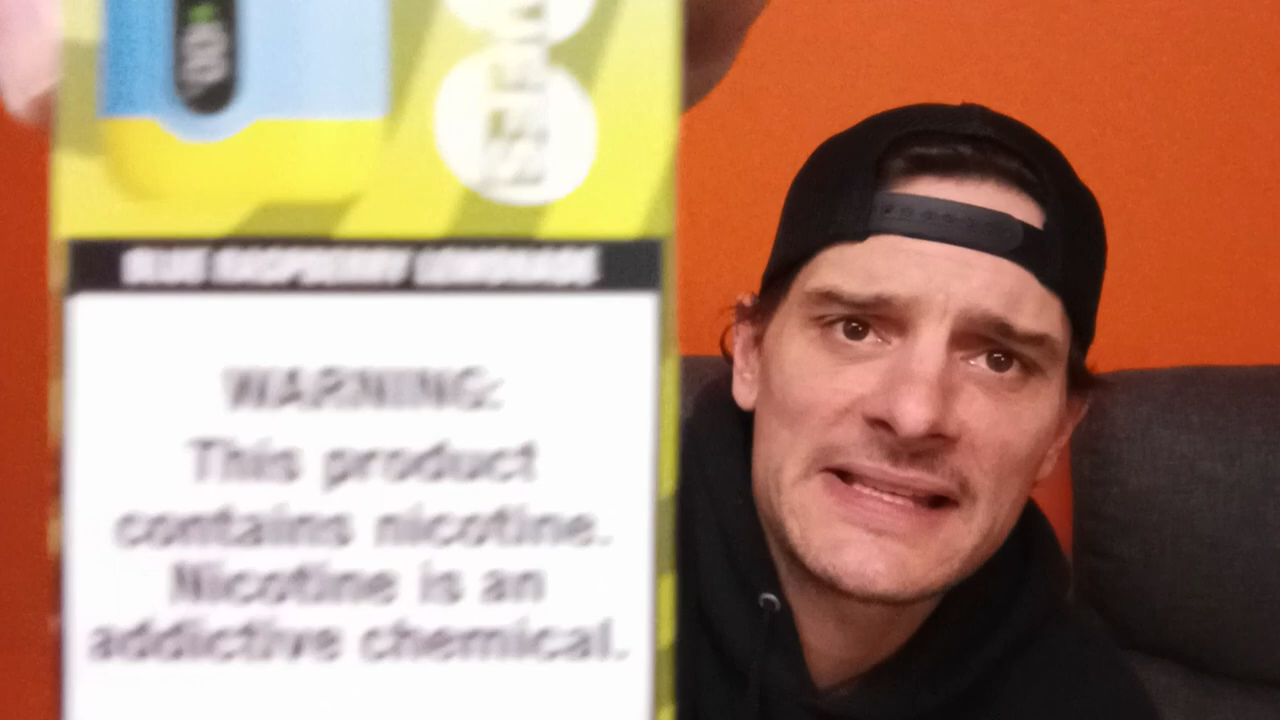 BLUE RASPBERRY LEMONADE
WARNING:
This product
contains nicotine.
Nicotine is an
addictive chemical.